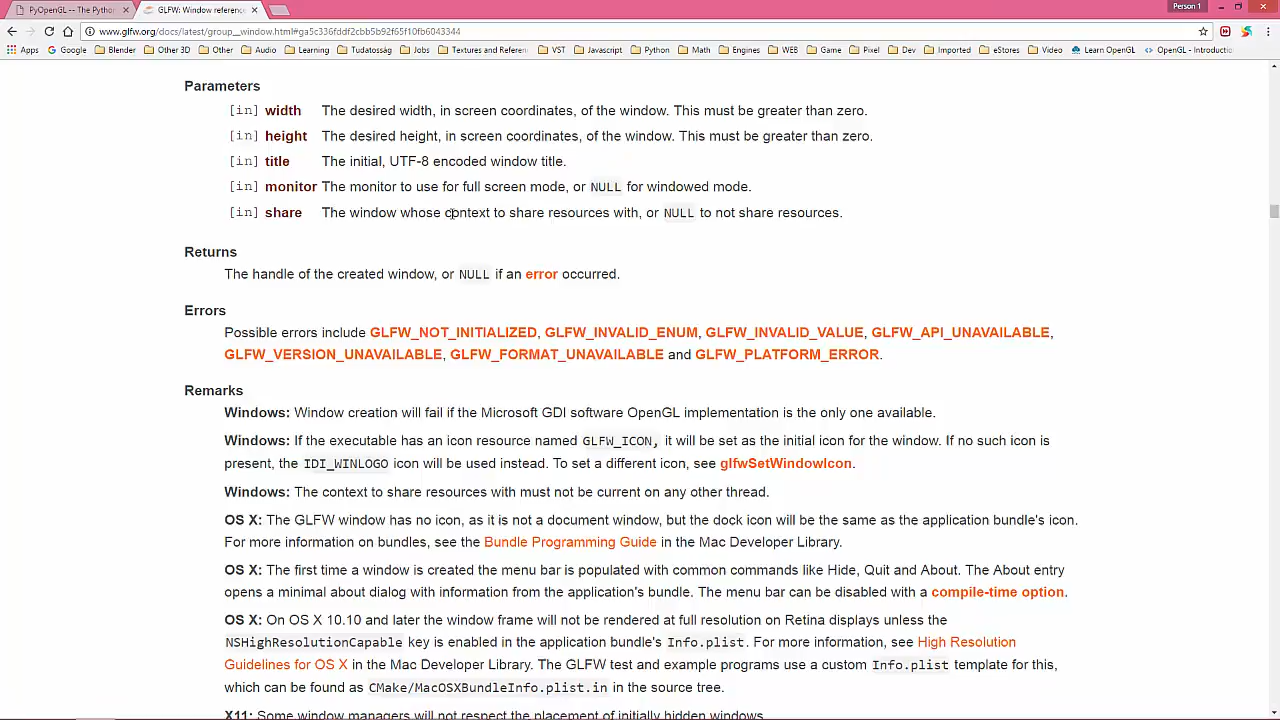 PyOpenGL -- The Python
GLFW: Window reference
Person 1
www.glfw.org/docs/latest/group__window.html#ga5c336fddf2cbb5b92f65f10fb6043344
Apps Google Blender Other 3D Other Audio Learning Tudatosság Jobs Textures and Referen VST Javascript Python Math Engines WEB Game Pixel Dev Imported eStores Video Learn OpenGL OpenGL - Introductio
Parameters
[in] width The desired width, in screen coordinates, of the window. This must be greater than zero.
[in] height The desired height, in screen coordinates, of the window. This must be greater than zero.
[in] title The initial, UTF-8 encoded window title.
[in] monitor The monitor to use for full screen mode, or NULL for windowed mode.
[in] share The window whose context to share resources with, or NULL to not share resources.
Returns
The handle of the created window, or NULL if an error occurred.
Errors
Possible errors include GLFW_NOT_INITIALIZED, GLFW_INVALID_ENUM, GLFW_INVALID_VALUE, GLFW_API_UNAVAILABLE,
GLFW_VERSION_UNAVAILABLE, GLFW_FORMAT_UNAVAILABLE and GLFW_PLATFORM_ERROR.
Remarks
Windows: Window creation will fail if the Microsoft GDI software OpenGL implementation is the only one available.
Windows: If the executable has an icon resource named GLFW_ICON, it will be set as the initial icon for the window. If no such icon is
present, the IDI_WINLOGO icon will be used instead. To set a different icon, see glfwSetWindowIcon.
Windows: The context to share resources with must not be current on any other thread.
OS X: The GLFW window has no icon, as it is not a document window, but the dock icon will be the same as the application bundle's icon.
For more information on bundles, see the Bundle Programming Guide in the Mac Developer Library.
OS X: The first time a window is created the menu bar is populated with common commands like Hide, Quit and About. The About entry
opens a minimal about dialog with information from the application's bundle. The menu bar can be disabled with a compile-time option.
OS X: On OS X 10.10 and later the window frame will not be rendered at full resolution on Retina displays unless the
NSHighResolutionCapable key is enabled in the application bundle's Info.plist. For more information, see High Resolution
Guidelines for OS X in the Mac Developer Library. The GLFW test and example programs use a custom Info.plist template for this,
which can be found as CMake/MacOSXBundleInfo.plist.in in the source tree.
X11: Some window managers will not respect the placement of initially hidden windows.